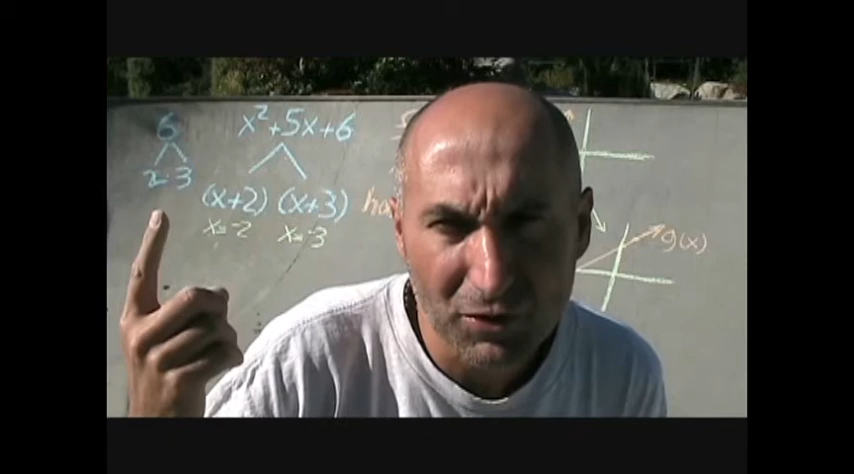 6
2·3
x²+5x+6
(x+2) (x+3)
x=-2 x=-3
g(x)